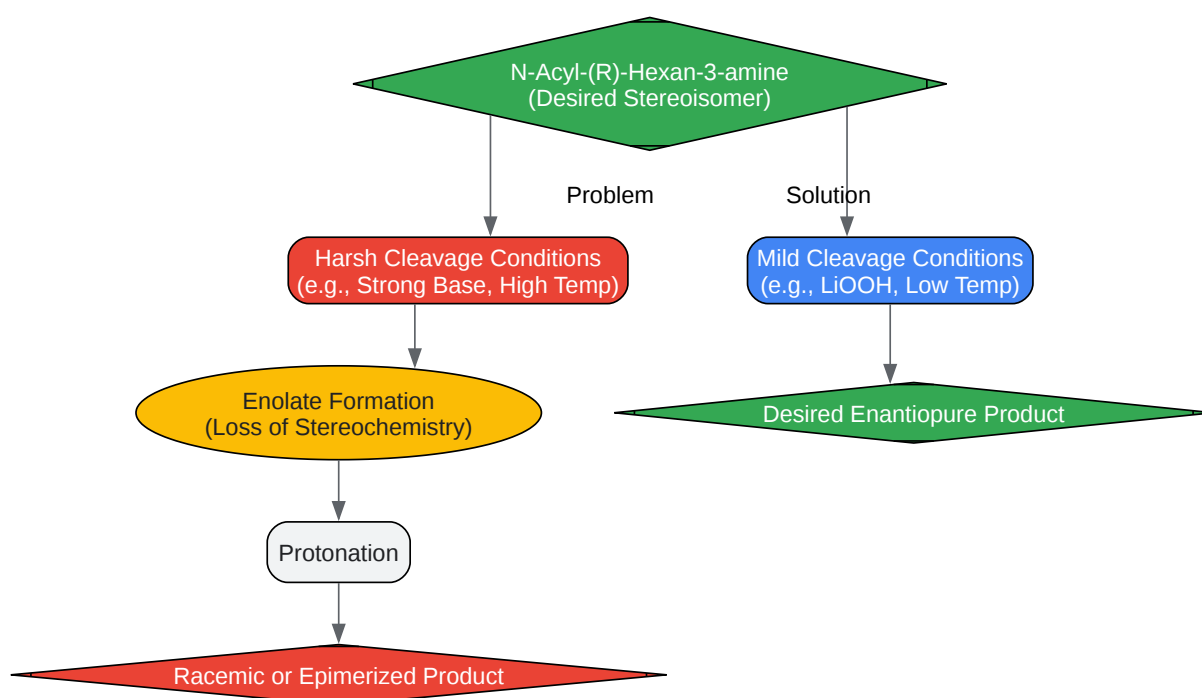 N-Acyl-(R)-Hexan-3-amine
(Desired Stereoisomer)
Problem
Solution
Harsh Cleavage Conditions
(e.g., Strong Base, High Temp)
Mild Cleavage Conditions
(e.g., LiOOH, Low Temp)
Enolate Formation
(Loss of Stereochemistry)
Desired Enantiopure Product
Protonation
Racemic or Epimerized Product